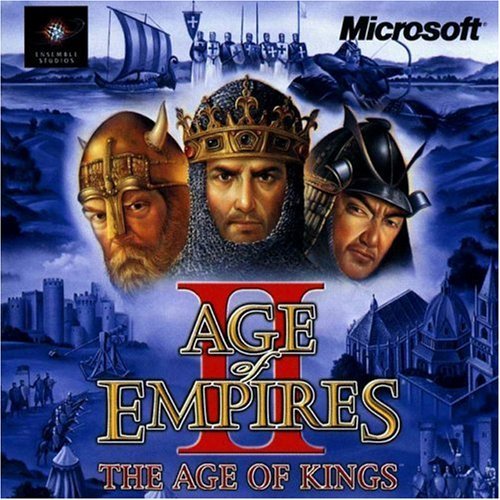 ENSEMBLE
STUDIOS
Microsoft®
II
AGE
of
EMPIRES
THE AGE OF KINGS